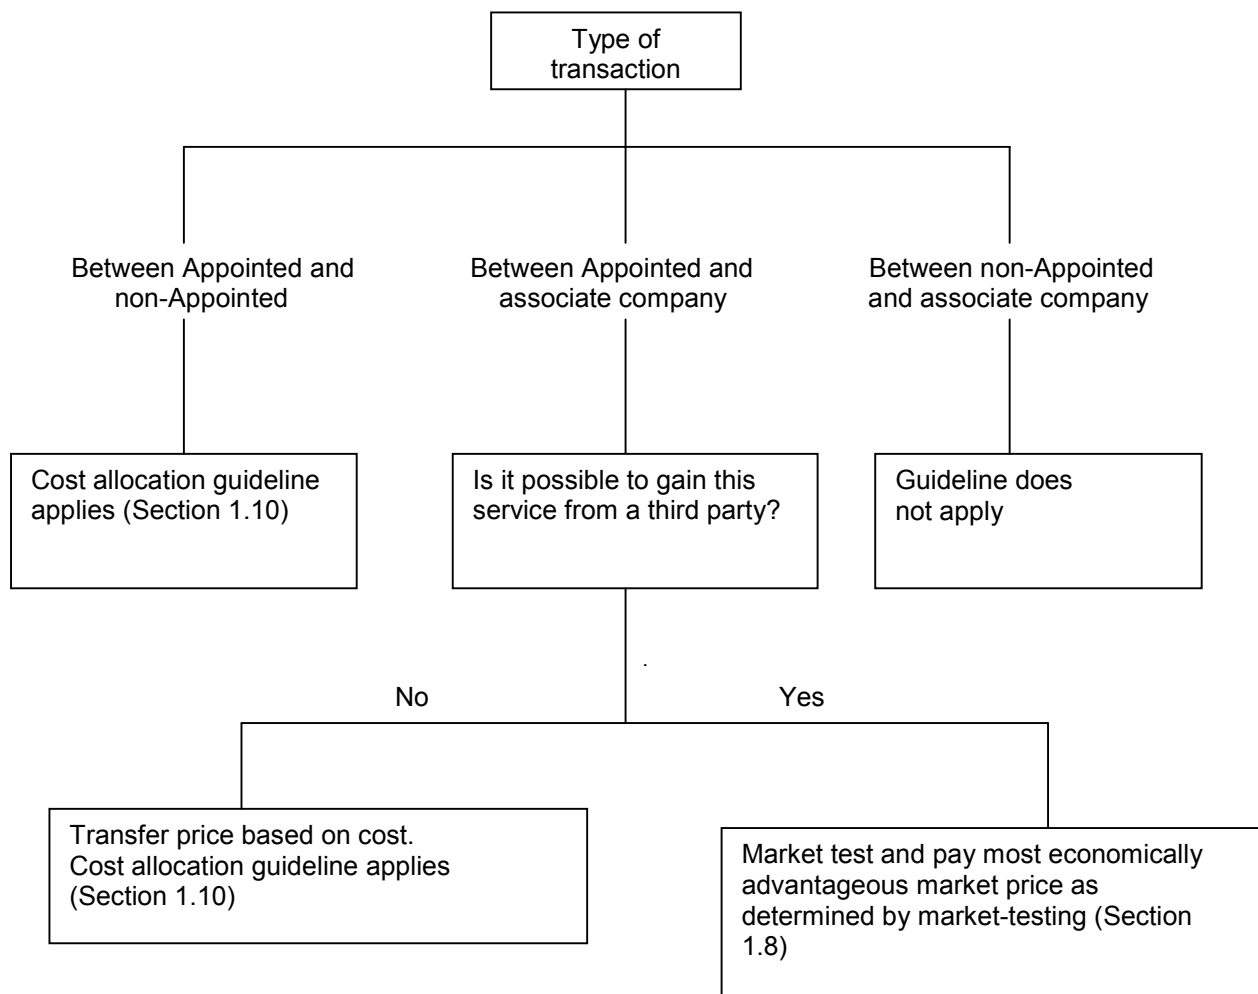 Type of
transaction
Between Appointed and
non-Appointed
Between Appointed and
associate company
Between non-Appointed
and associate company
Cost allocation guideline
applies (Section 1.10)
Is it possible to gain this
service from a third party?
Guideline does
not apply
.
No
Yes
Transfer price based on cost.
Cost allocation guideline applies
(Section 1.10)
Market test and pay most economically
advantageous market price as
determined by market-testing (Section
1.8)